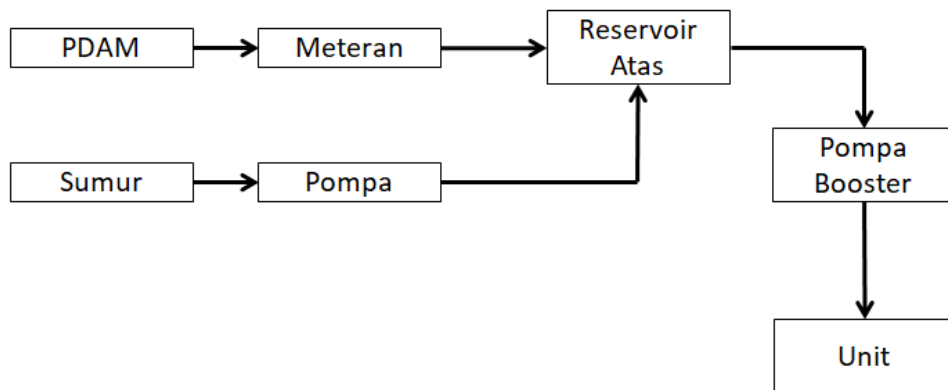 PDAM
Meteran
Reservoir
Atas
Sumur
Pompa
Pompa
Booster
Unit